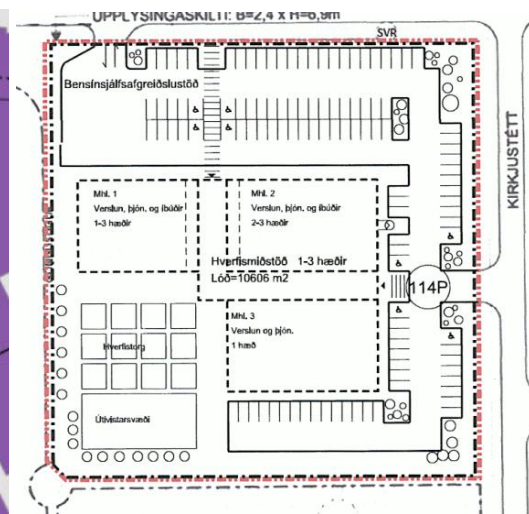 UPPLÝSINGASKILTI: B=2,4 x H=6,9m
SVR
Bensínsjálfsafgreiðslustöð
KIRKJUSTÉTT
Mhl. 1
Verslun, þjón. og íbúðir
1-3 hæðir
Mhl. 2
Verslun, þjón. og íbúðir
2-3 hæðir
Hverfismiðstöð 1-3 hæðir
Lóð=10606 m2
114P
Mhl. 3
Verslun og þjón.
1 hæð
Hverfistorg
Útivistarsvæði